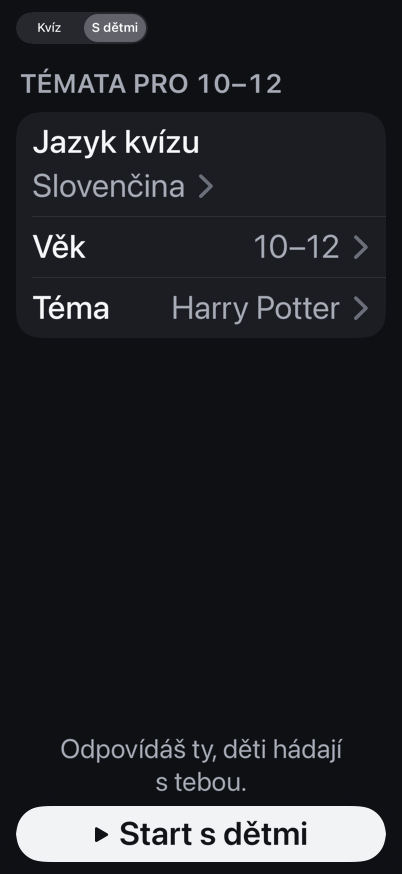 Kvíz
S dětmi
TÉMATA PRO 10–12
Jazyk kvízu
Slovenčina
Věk 10–12
Téma Harry Potter
Odpovídáš ty, děti hádají
s tebou.
Start s dětmi